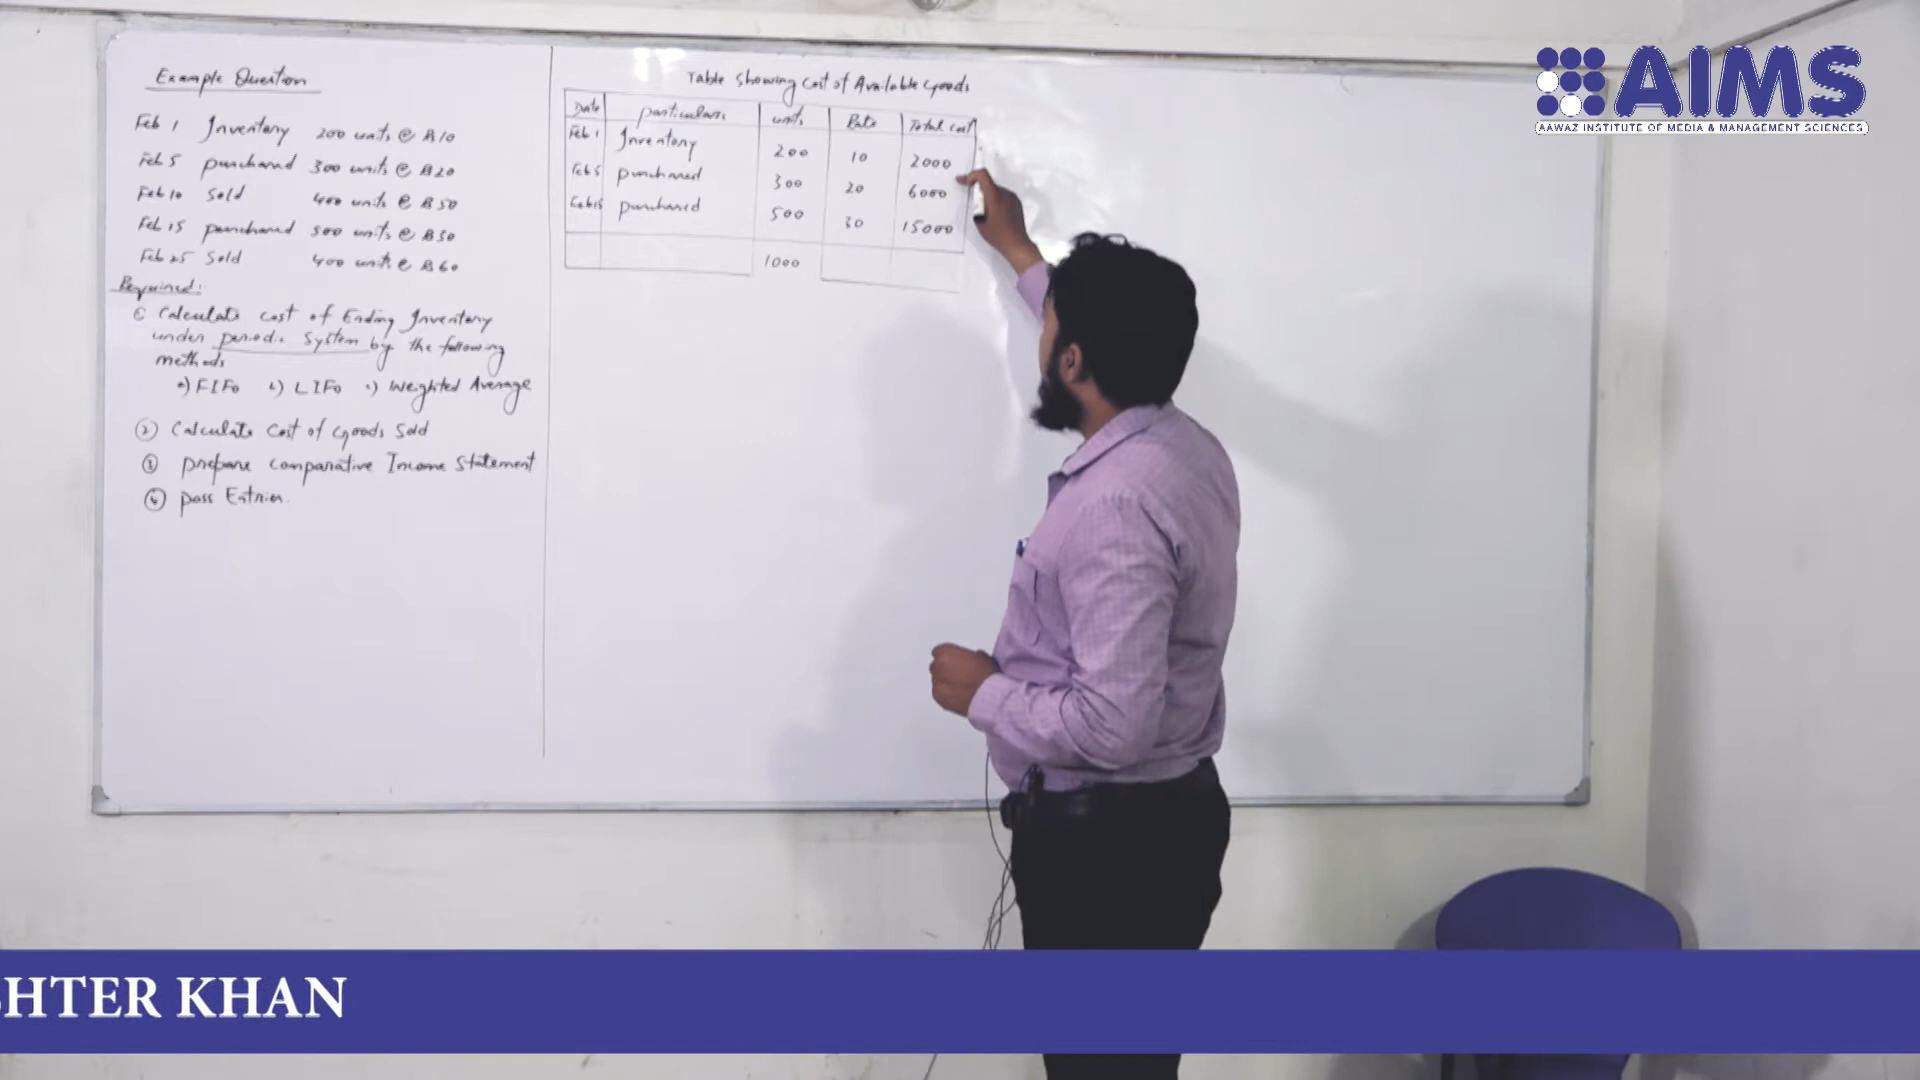 Example Question
Feb 1 Inventory 200 units @ Rs 10
Feb 5 purchased 300 units @ Rs 20
Feb 10 Sold 400 units @ Rs 50
Feb 15 purchased 500 units @ Rs 30
Feb 25 Sold 400 units @ Rs 60
Required:
① Calculate cost of Ending Inventory
under periodic System by the following
methods
a) FIFO b) LIFO c) Weighted Average
② Calculate Cost of Goods Sold
③ prepare comparative Income Statement
④ pass Entries.
Table Showing Cost of Available Goods
Date particulars units Rate Total cost
Feb 1 Inventory 200 10 2000
Feb 5 purchased 300 20 6000
Feb 15 purchased 500 30 15000
1000
AIMS
AAWAZ INSTITUTE OF MEDIA & MANAGEMENT SCIENCES
SHTER KHAN